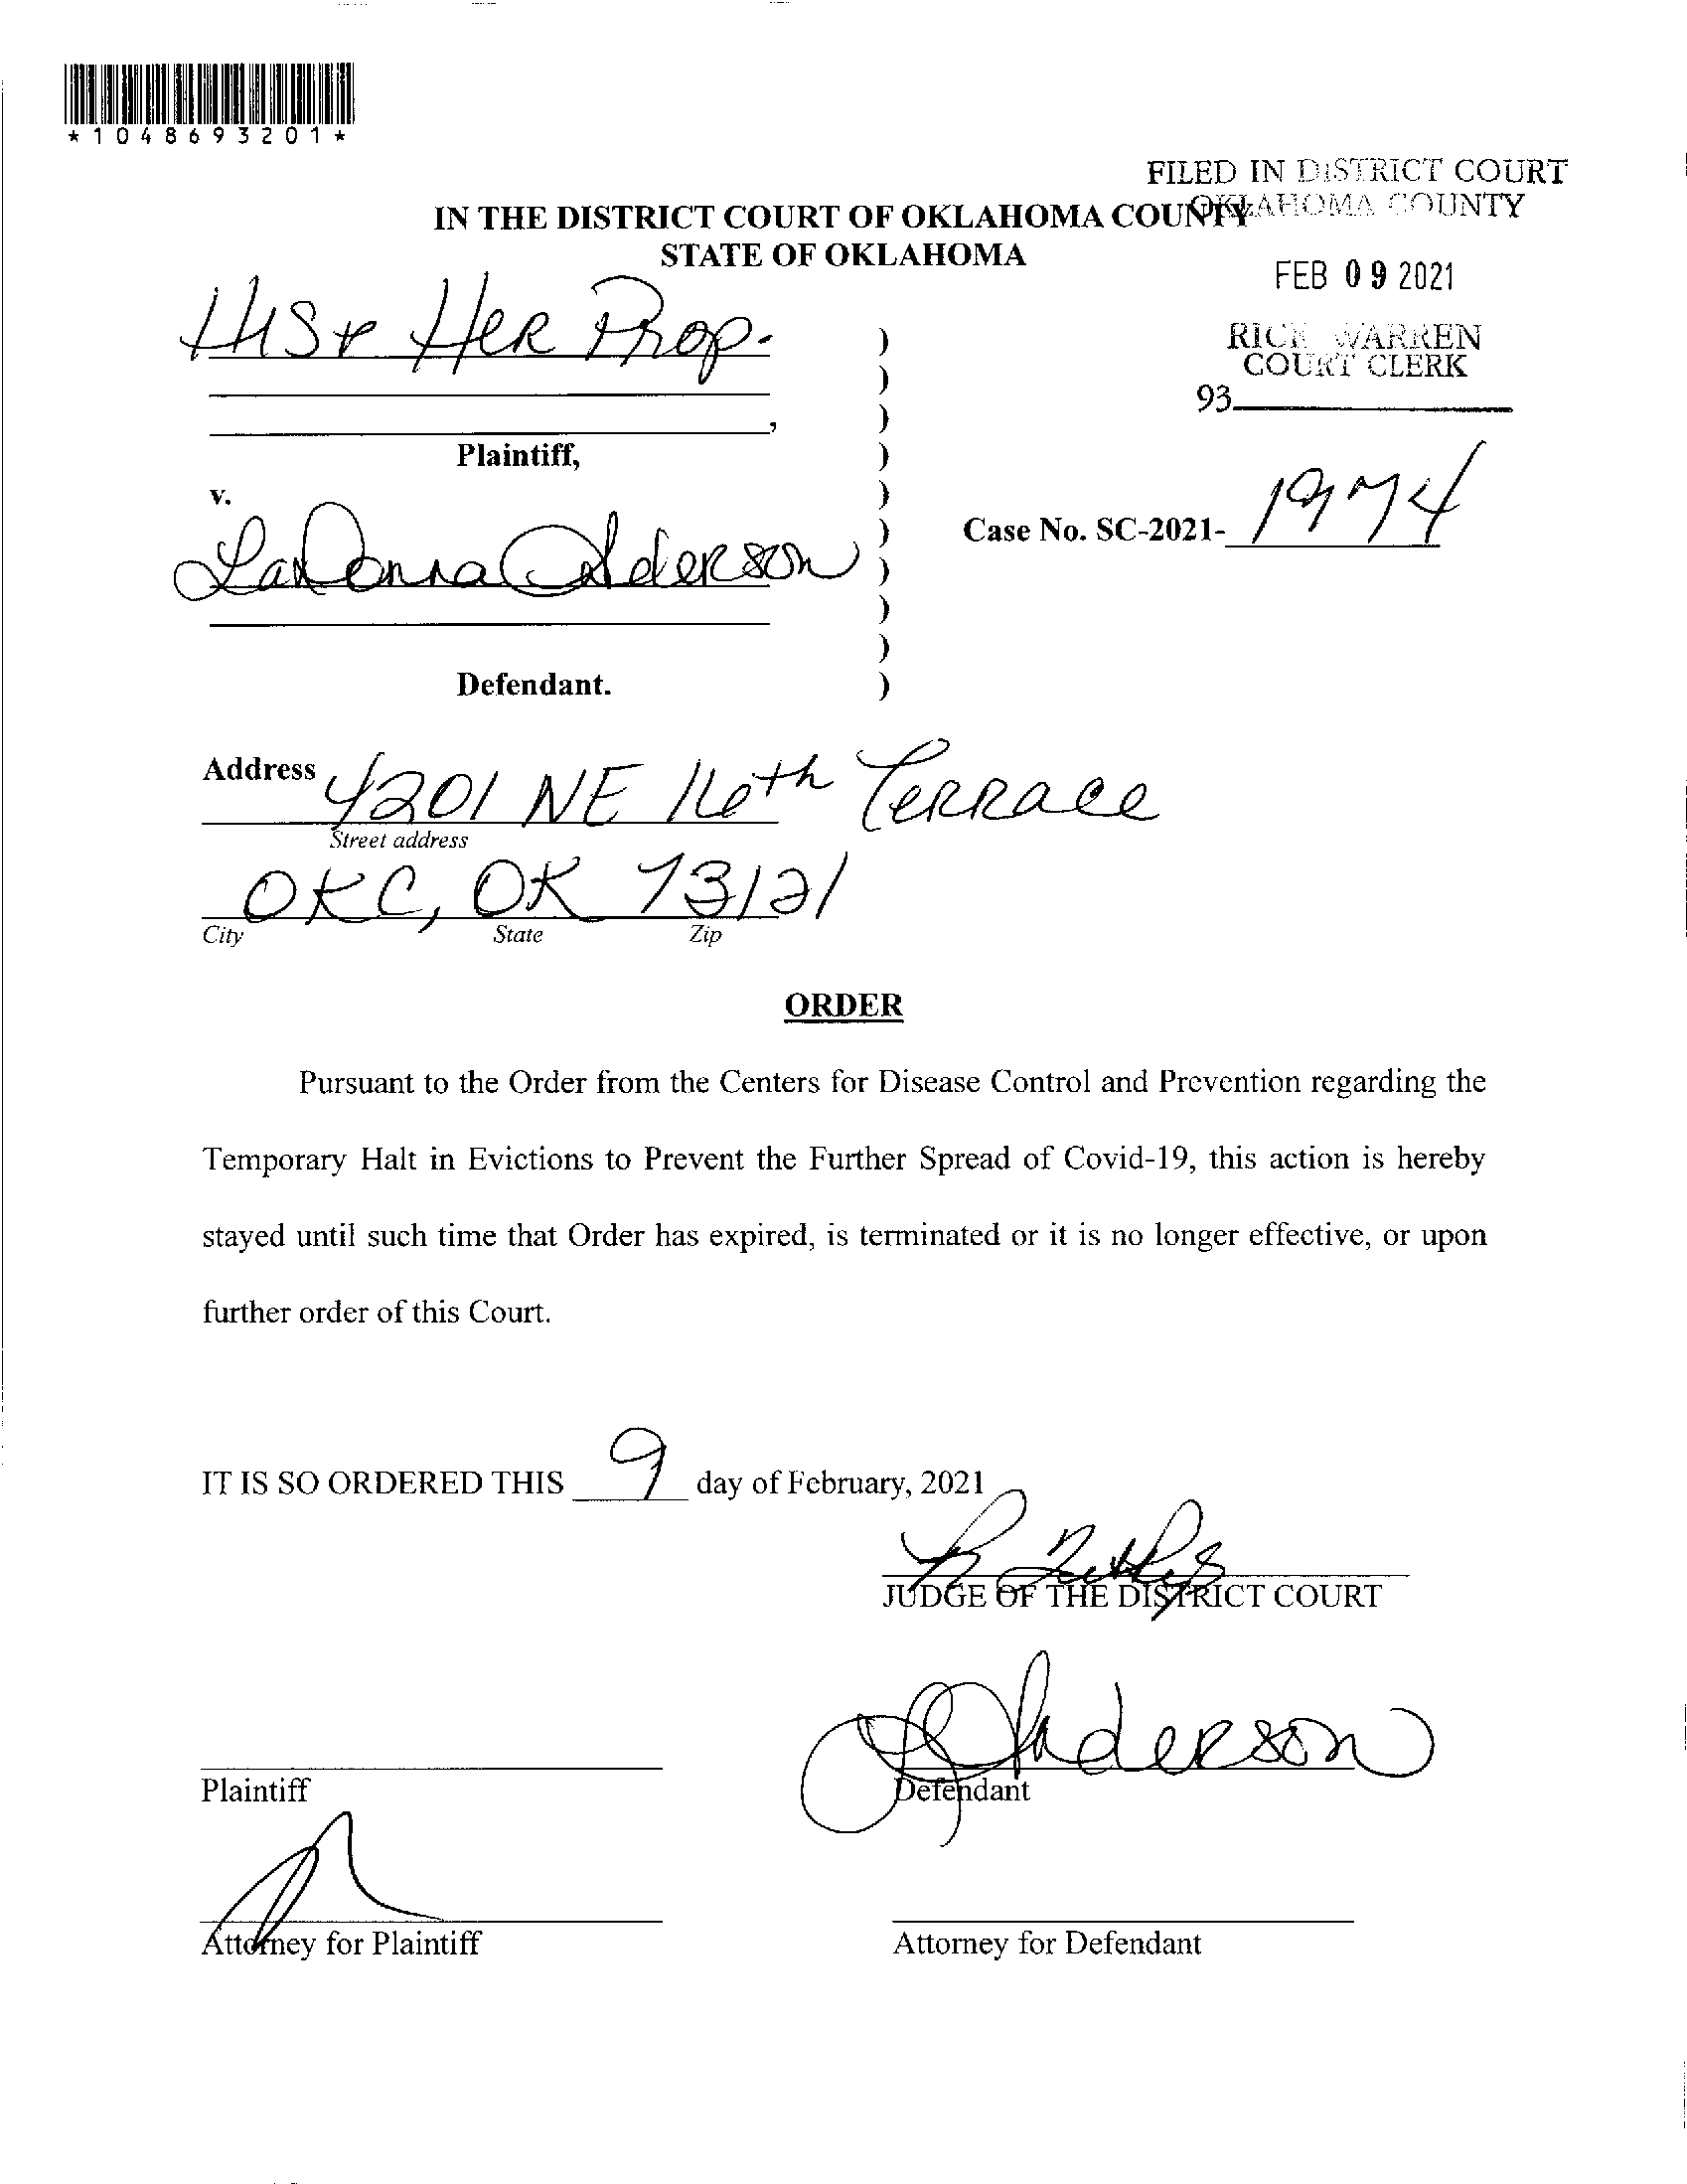 *1048693201*
FILED IN DISTRICT COURT
OKLAHOMA COUNTY
IN THE DISTRICT COURT OF OKLAHOMA COUNTY
STATE OF OKLAHOMA
FEB 09 2021
RICK WARREN
COURT CLERK
93
His & Her Prop.
,
Plaintiff,
v.
LaDonna Anderson
Case No. SC-2021- 1974
Defendant.
Address 4201 NE 16th Terrace
Street address
OKC, OK 73121
City State Zip
ORDER
Pursuant to the Order from the Centers for Disease Control and Prevention regarding the
Temporary Halt in Evictions to Prevent the Further Spread of Covid-19, this action is hereby
stayed until such time that Order has expired, is terminated or it is no longer effective, or upon
further order of this Court.
IT IS SO ORDERED THIS 9 day of February, 2021
JUDGE OF THE DISTRICT COURT
Anderson
Plaintiff Defendant
Attorney for Plaintiff Attorney for Defendant